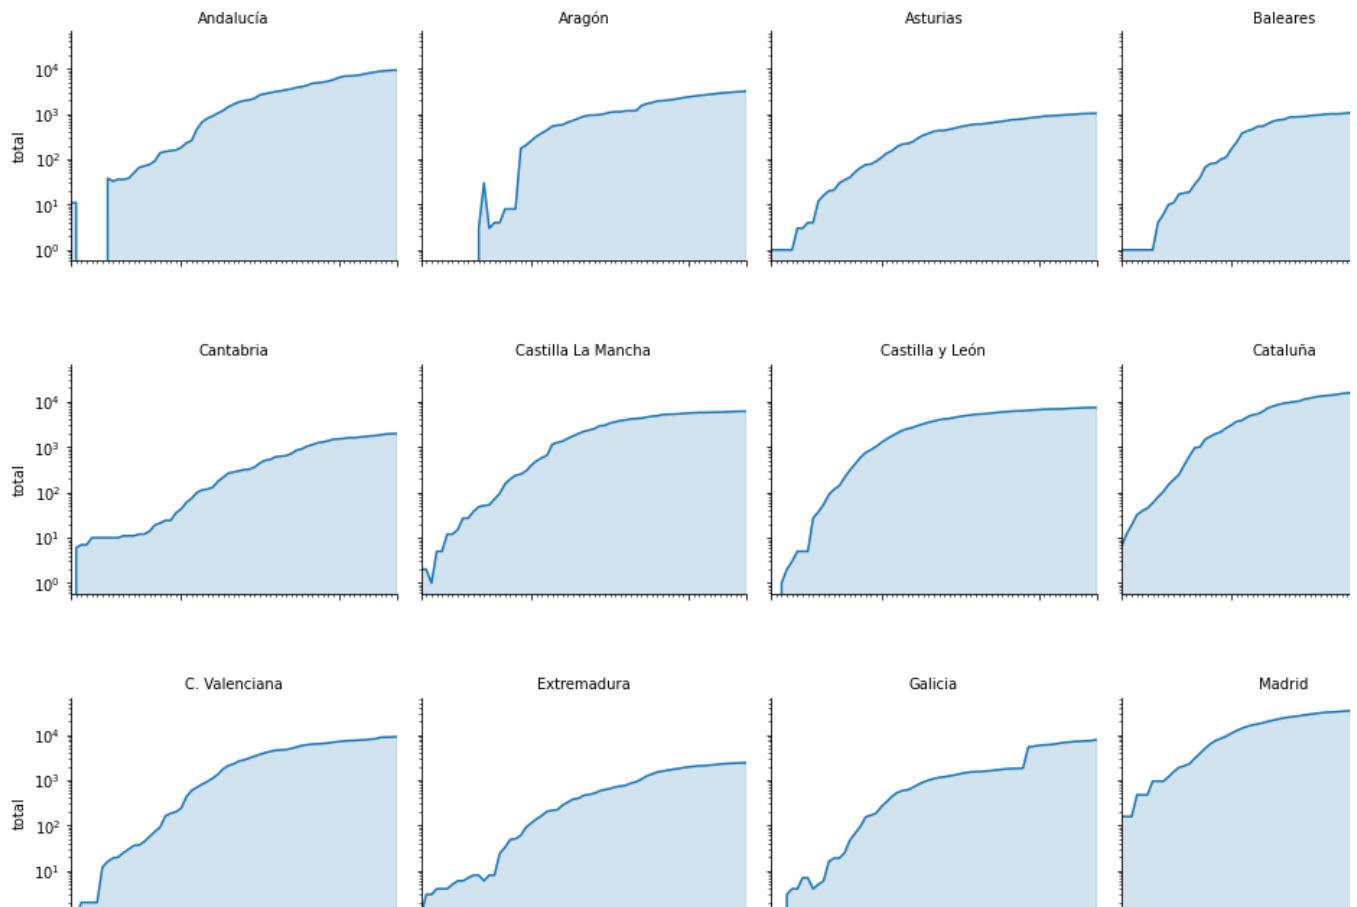 Andalucía Aragón Asturias Baleares
10⁴
10³
10²
10¹
10⁰
total
Cantabria Castilla La Mancha Castilla y León Cataluña
10⁴
10³
10²
10¹
10⁰
total
C. Valenciana Extremadura Galicia Madrid
10⁴
10³
10²
10¹
total